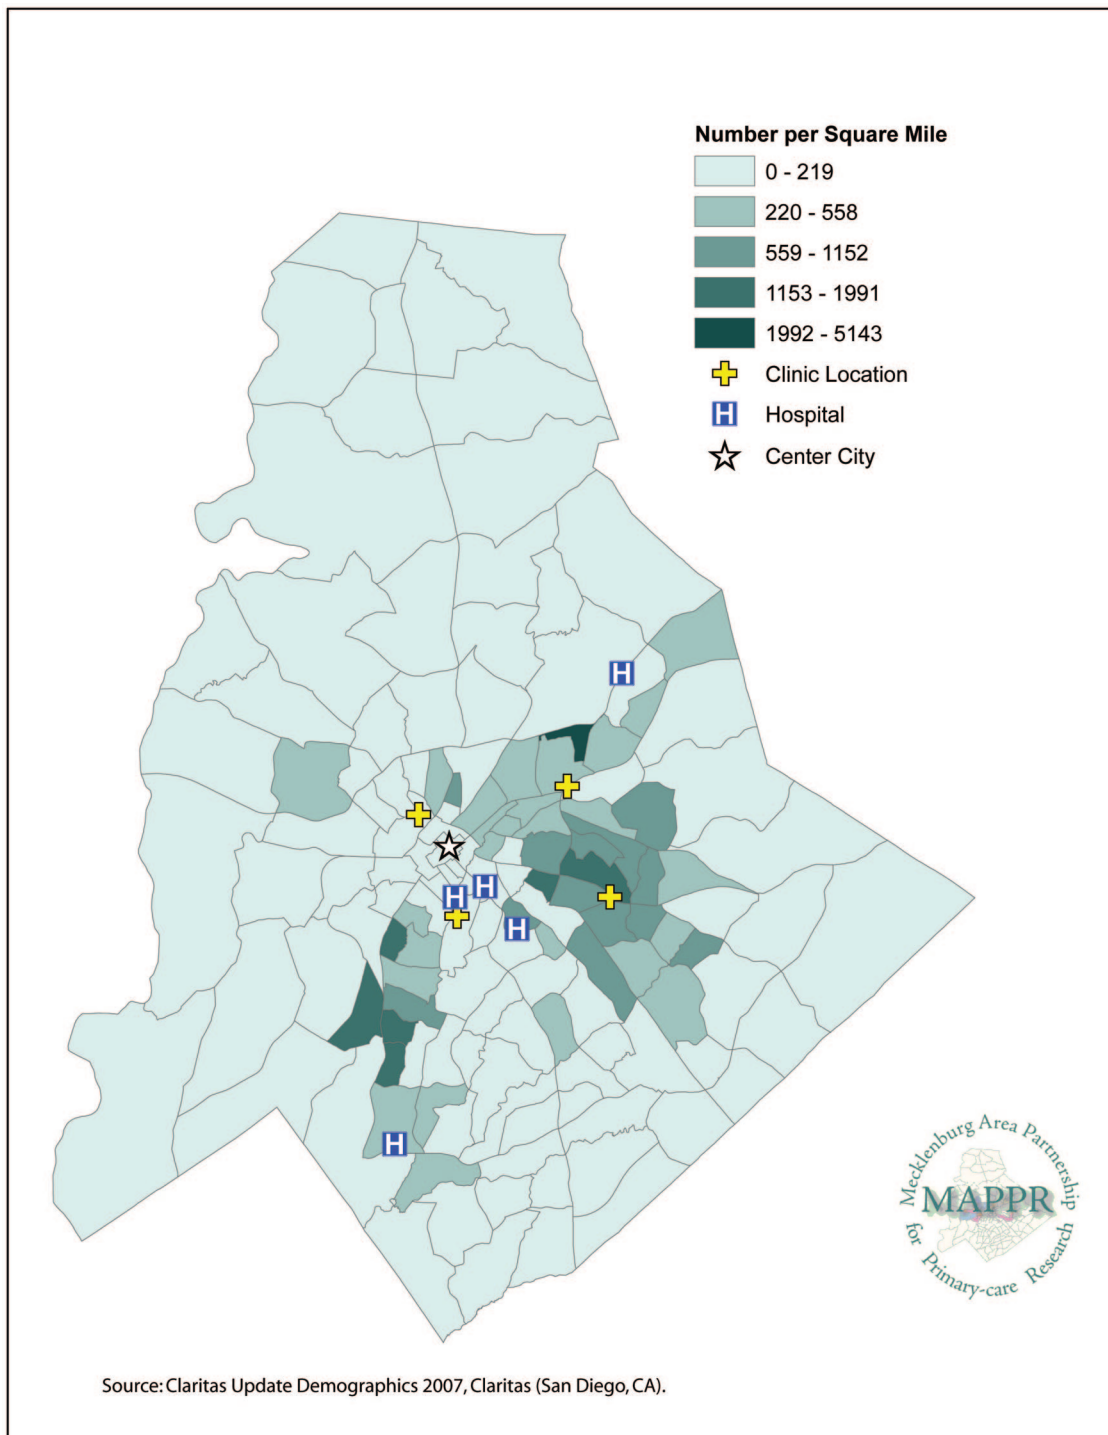 Number per Square Mile
0 - 219
220 - 558
559 - 1152
1153 - 1991
1992 - 5143
Clinic Location
H Hospital
Center City
H
H
H
H
H
Mecklenburg Area Partnership
MAPPR
for Primary-care Research
Source: Claritas Update Demographics 2007, Claritas (San Diego, CA).